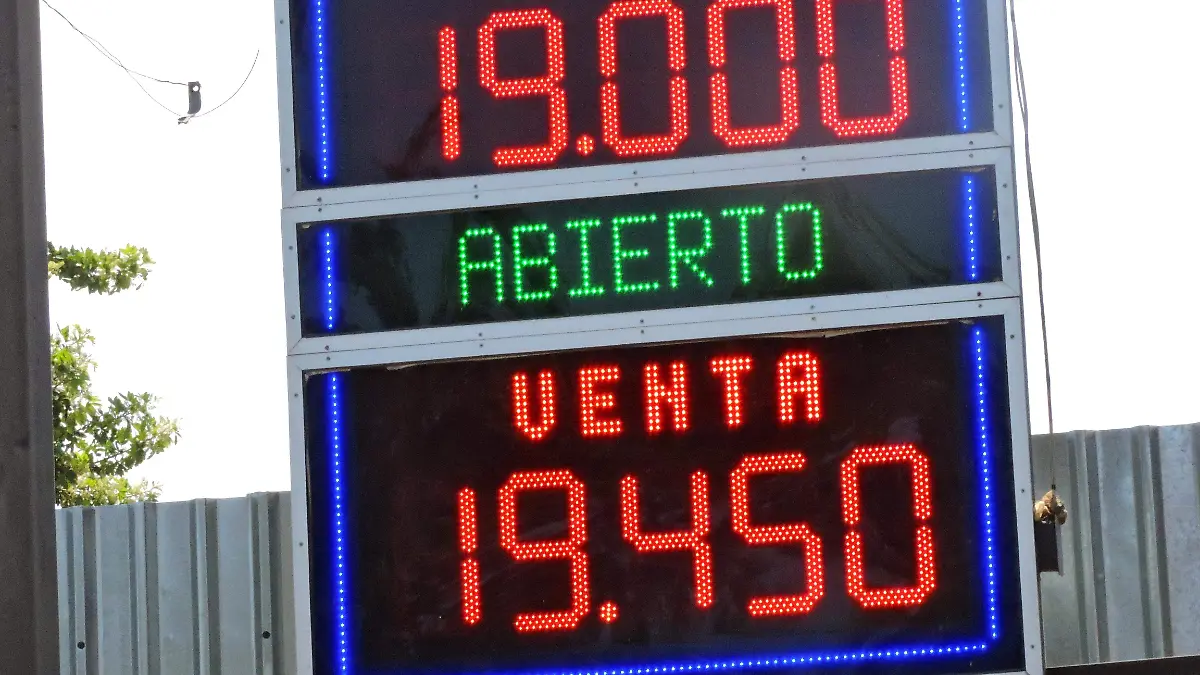 19.000
ABIERTO
VENTA
19.450